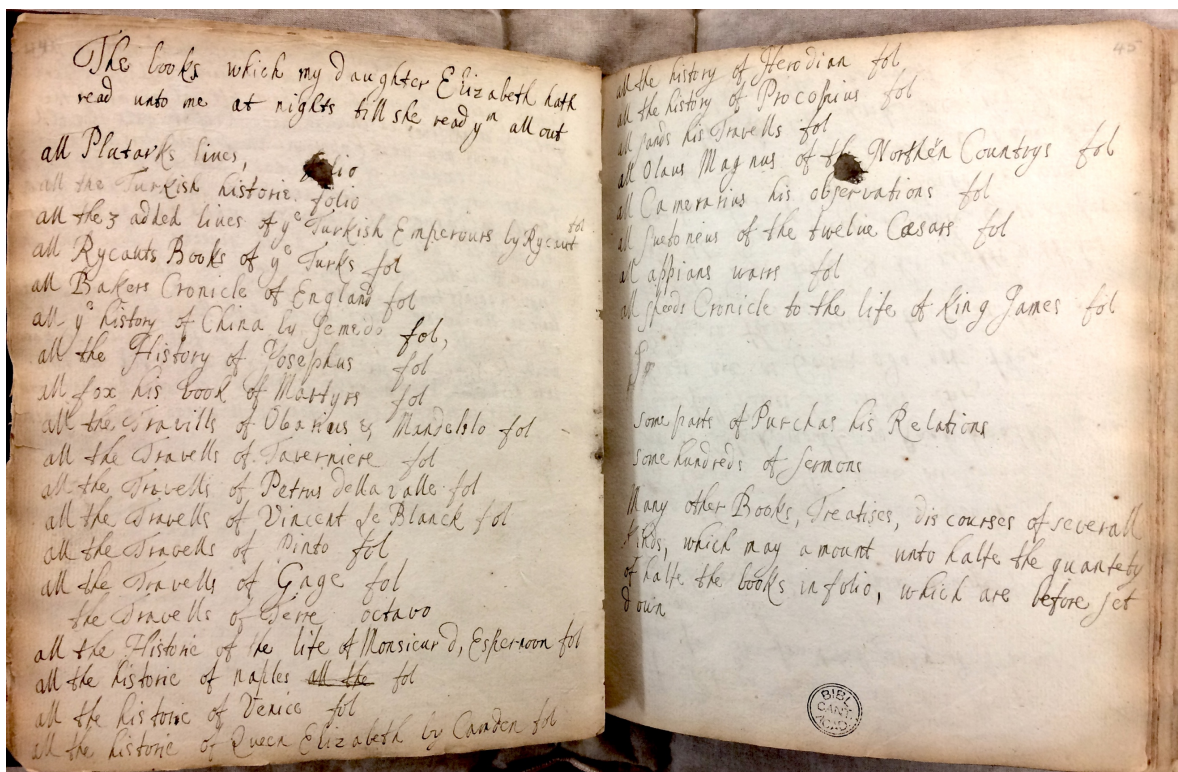 The books which my daughter Elizabeth hath
read unto me at nights till she read yᵐ all out
all Plutarks lives,
all the Turkish historie folio
all the 3 added lives of yᵉ Turkish Emperours by Rycaut fol
all Rycauts Books of yᵉ Turks fol
all Bakers Cronicle of England fol
all yᵉ history of China by Semedo fol,
all the History of Josephus fol
all fox his book of Martyrs fol
all the Travills of Olearius & Mandelslo fol
all the Travells of Taverniere fol
all the Travells of Petrus della valle fol
all the Travells of Vincent Le Blanck fol
all the Travells of Pinto fol
all the Travells of Gage fol
the Travells of Terre octavo
all the Historie of the life of Monsieur d, Espernoon fol
all the historie of naples all the fol
all the historie of Venice fol
all the historie of Queen Elizabeth by Camden fol
45
all the history of Herodian fol
all the history of Procopius fol
all sands his Travells fol
all Olaus Magnus of the Northern Countrys fol
all Camerarius his observations fol
all Suetoneus of the twelve Cæsars fol
all appians warrs fol
all speeds Cronicle to the life of King James fol
some parts of Purchas his Relations
some hundreds of sermons
Many other Books, Treatises, discourses of severall
kinds, which may amount unto halfe the quantety
of halfe the books in folio, which are before set
down
BIBL
CANT
ACAD